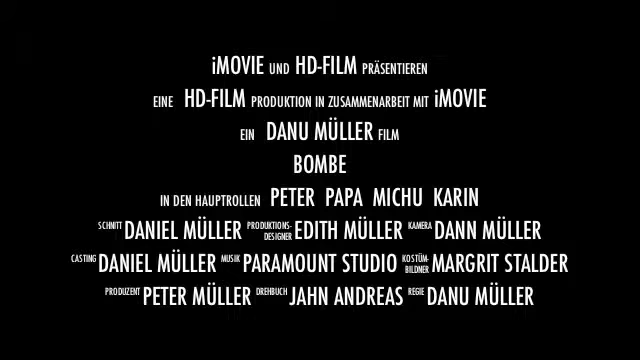 iMOVIE UND HD-FILM PRÄSENTIEREN
EINE HD-FILM PRODUKTION IN ZUSAMMENARBEIT MIT iMOVIE
EIN DANU MÜLLER FILM
BOMBE
IN DEN HAUPTROLLEN PETER PAPA MICHU KARIN
SCHNITT DANIEL MÜLLER PRODUKTIONS-DESIGNER EDITH MÜLLER KAMERA DANN MÜLLER
CASTING DANIEL MÜLLER MUSIK PARAMOUNT STUDIO KOSTÜM-BILDNER MARGRIT STALDER
PRODUZENT PETER MÜLLER DREHBUCH JAHN ANDREAS REGIE DANU MÜLLER